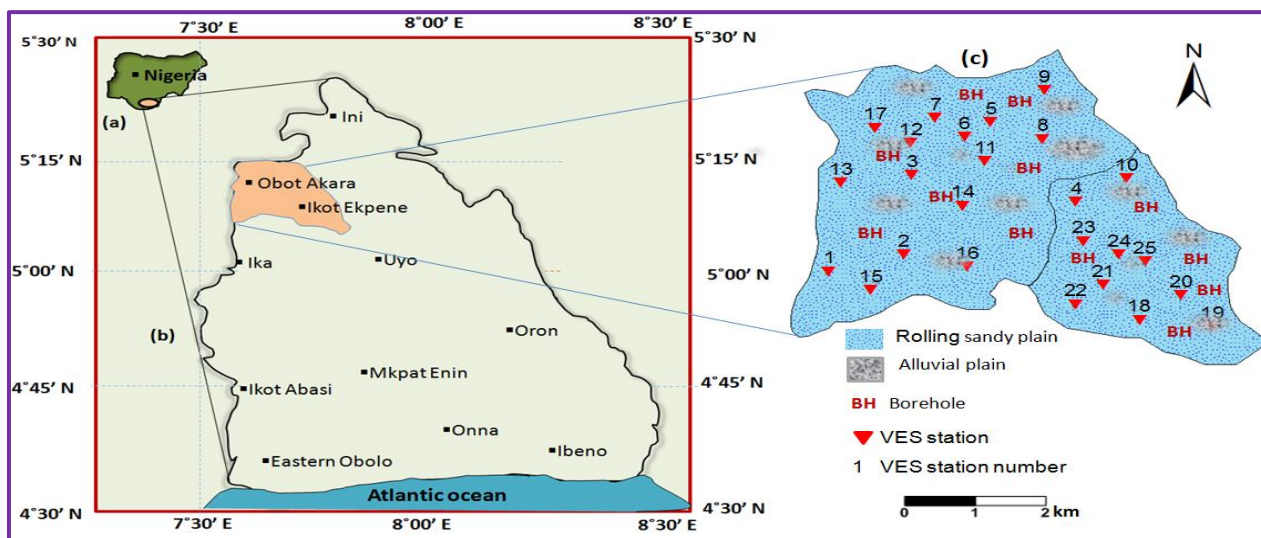 7°30’ E
8°00’ E
8°30’ E
5°30’ N
5°30’ N
Nigeria
(a)
Ini
5°15’ N
5°15’ N
Obot Akara
Ikot Ekpene
5°00’ N
5°00’ N
Ika
Uyo
(b)
Oron
4°45’ N
4°45’ N
Mkpat Enin
Ikot Abasi
Onna
Ibeno
Eastern Obolo
Atlantic ocean
4°30’ N
4°30’ N
7°30’ E
8°00’ E
8°30’ E
(c)
N
9
BH
BH
7
5
17
6
8
12
11
BH
3
BH
13
10
14
4
BH
BH
BH
BH
23
2
24
25
16
BH
BH
1
21
20
15
22
BH
18
19
BH
Rolling sandy plain
Alluvial plain
BH Borehole
VES station
1 VES station number
0 1 2 km